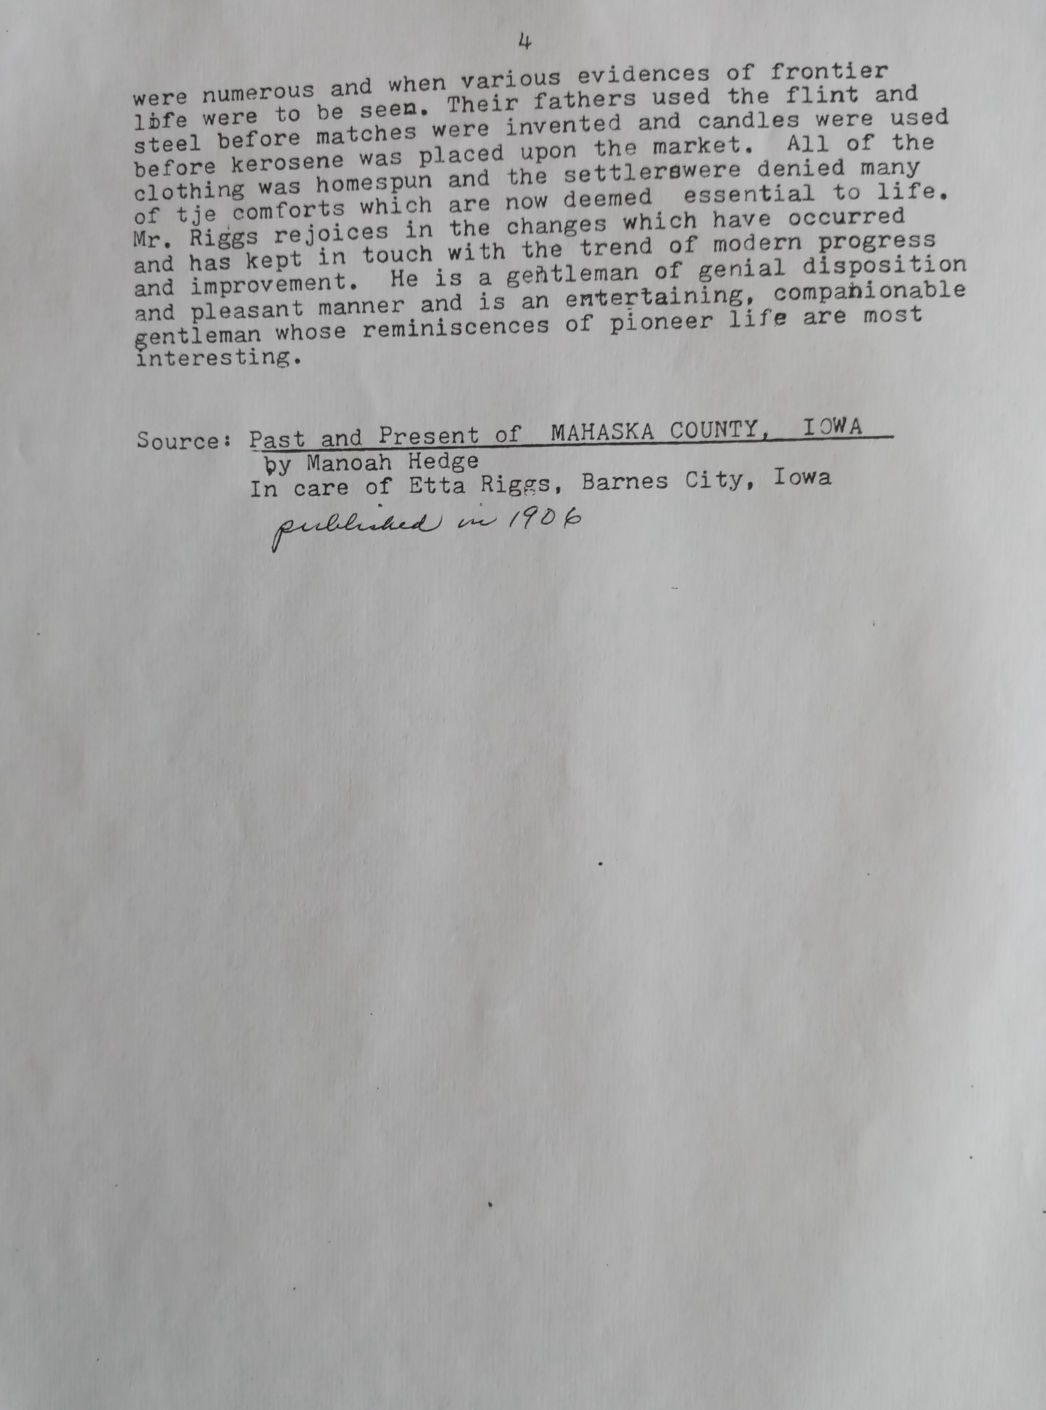 4
were numerous and when various evidences of frontier
libfe were to be seen. Their fathers used the flint and
steel before matches were invented and candles were used
before kerosene was placed upon the market. All of the
clothing was homespun and the settlerswere denied many
of tje comforts which are now deemed essential to life.
Mr. Riggs rejoices in the changes which have occurred
and has kept in touch with the trend of modern progress
and improvement. He is a gentleman of genial disposition
and pleasant manner and is an entertaining, companionable
gentleman whose reminiscences of pioneer life are most
interesting.
Source: Past and Present of MAHASKA COUNTY, IOWA
by Manoah Hedge
In care of Etta Riggs, Barnes City, Iowa
published in 1906